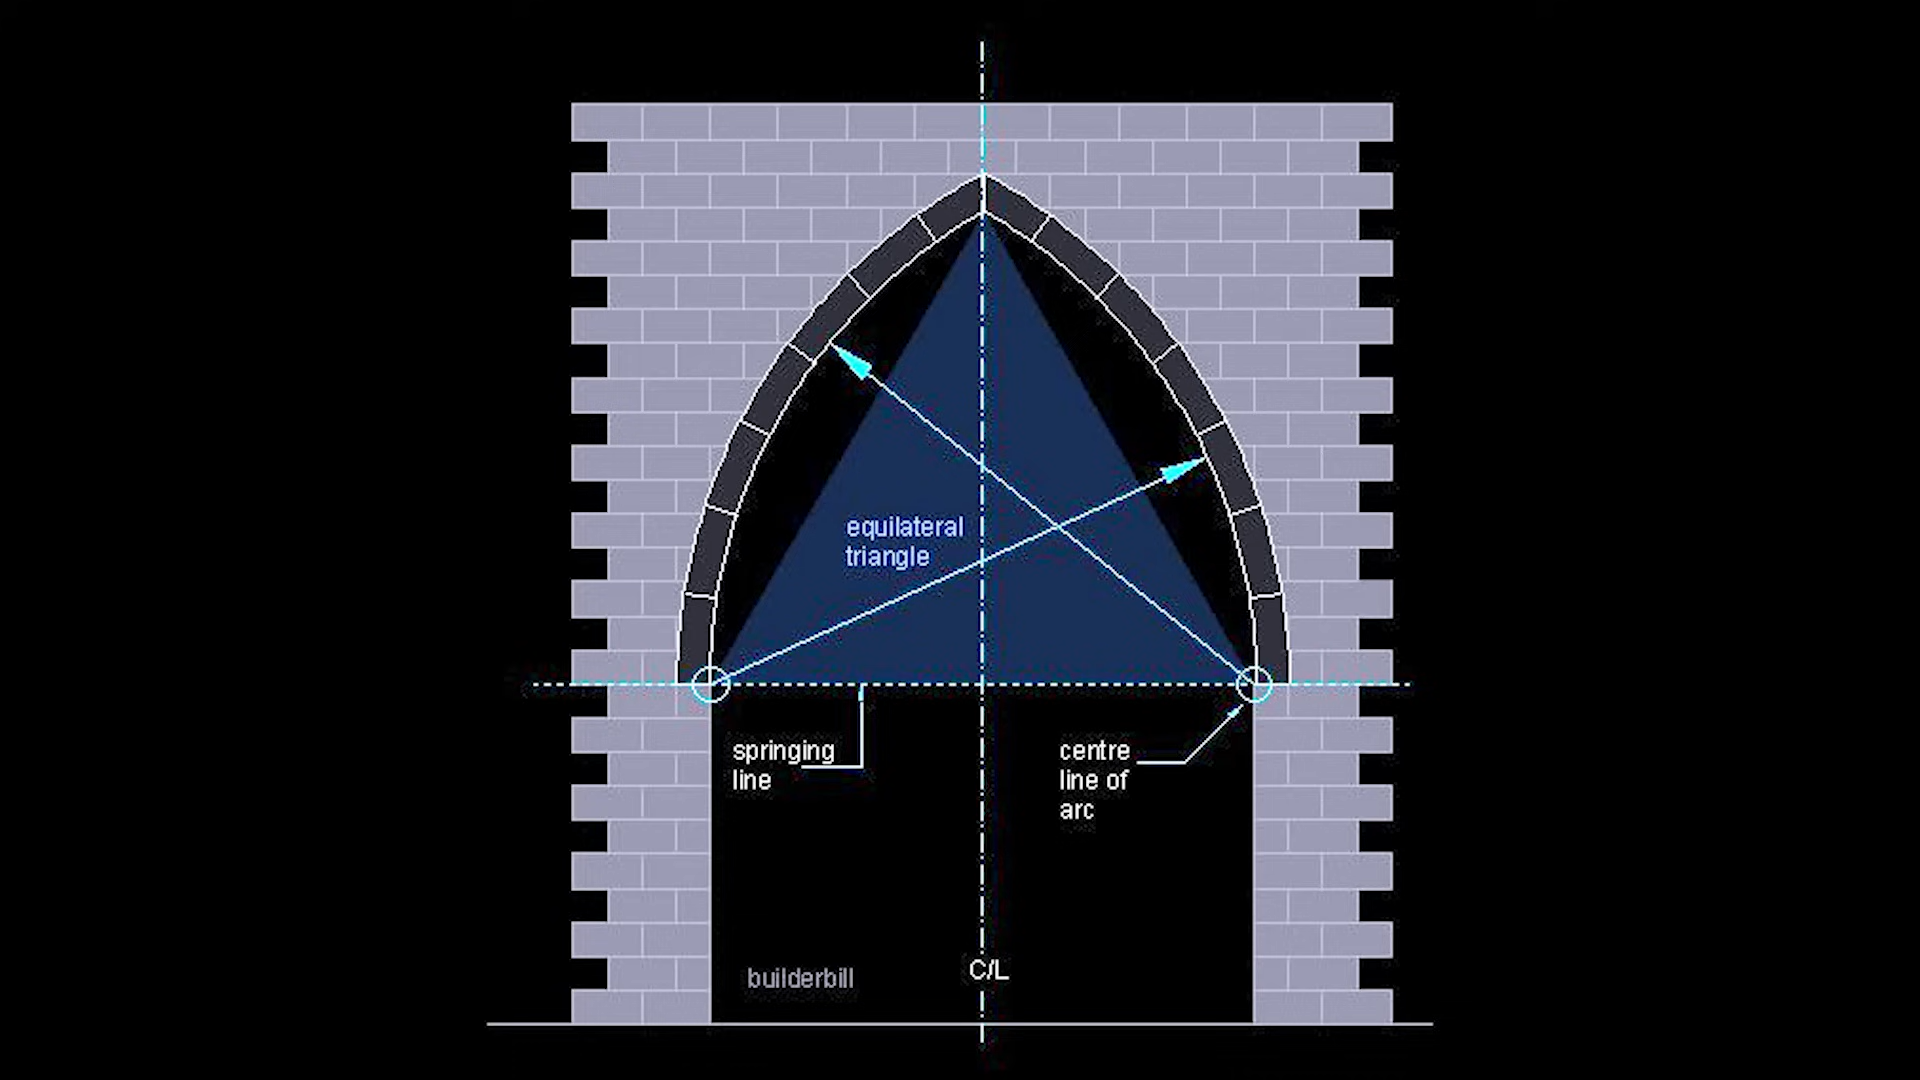 equilateral
triangle
springing
line
centre
line of
arc
C/L
builderbill